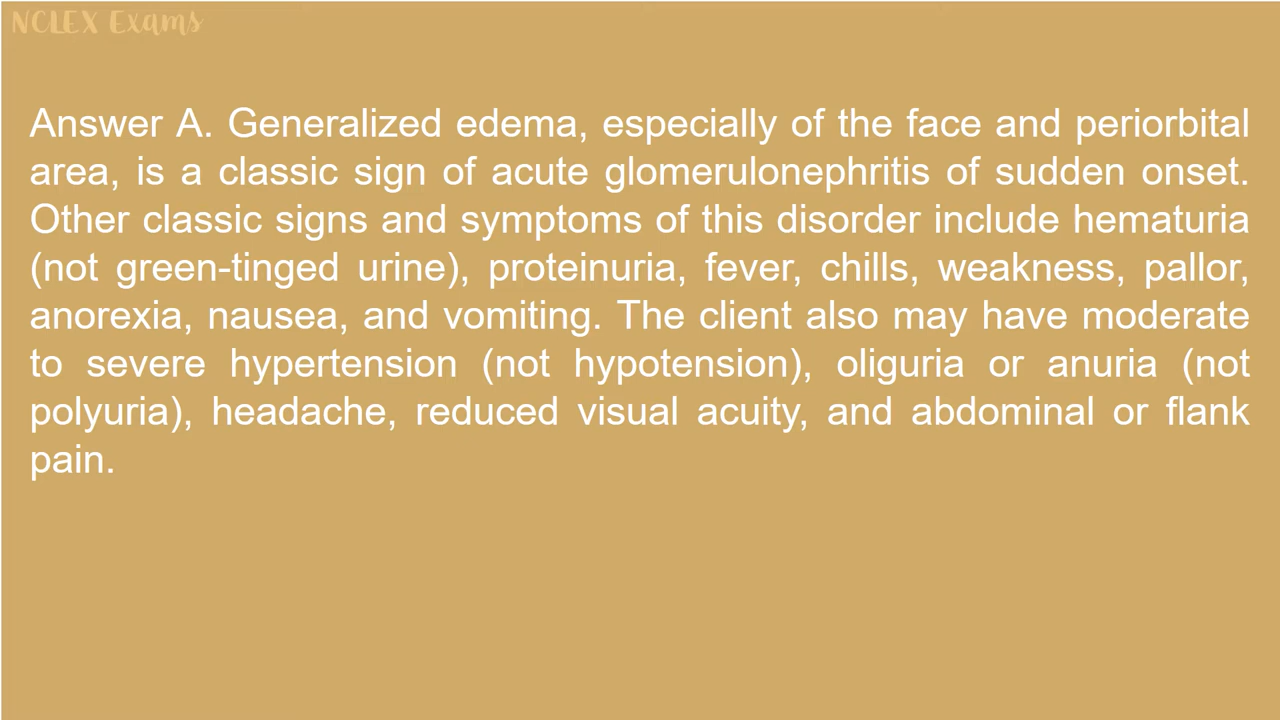 NCLEX Exams
Answer A. Generalized edema, especially of the face and periorbital
area, is a classic sign of acute glomerulonephritis of sudden onset.
Other classic signs and symptoms of this disorder include hematuria
(not green-tinged urine), proteinuria, fever, chills, weakness, pallor,
anorexia, nausea, and vomiting. The client also may have moderate
to severe hypertension (not hypotension), oliguria or anuria (not
polyuria), headache, reduced visual acuity, and abdominal or flank
pain.